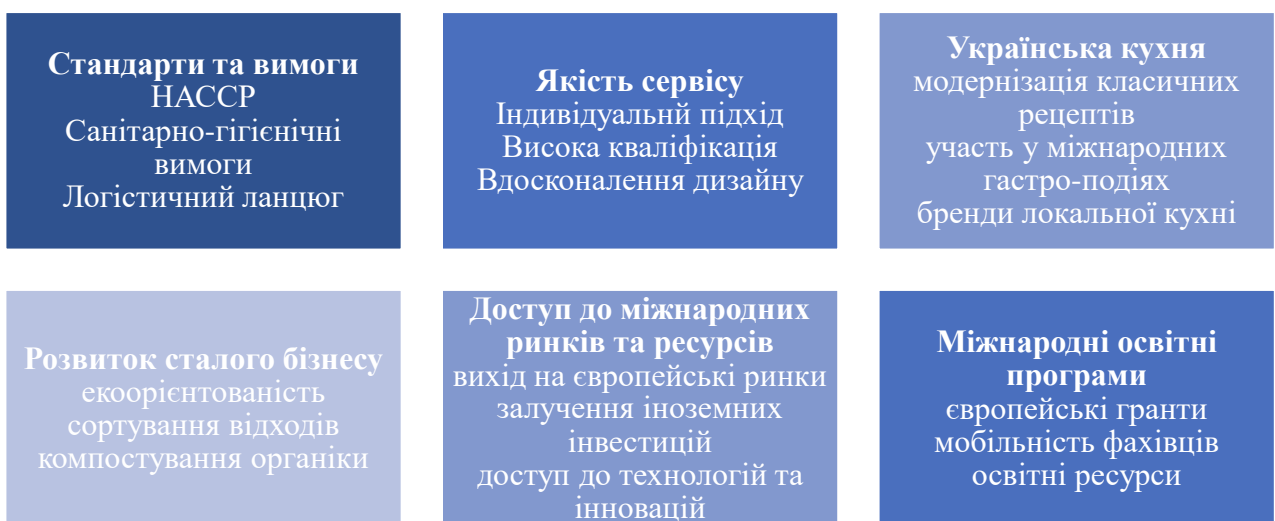 Стандарти та вимоги
НАССР
Санітарно-гігієнічні
вимоги
Логістичний ланцюг
Якість сервісу
Індивідуальнй підхід
Висока кваліфікація
Вдосконалення дизайну
Українська кухня
модернізація класичних
рецептів
участь у міжнародних
гастро-подіях
бренди локальної кухні
Розвиток сталого бізнесу
екоорієнтованість
сортування відходів
компостування органіки
Доступ до міжнародних
ринків та ресурсів
вихід на європейські ринки
залучення іноземних
інвестицій
доступ до технологій та
інновацій
Міжнародні освітні
програми
європейські гранти
мобільність фахівців
освітні ресурси